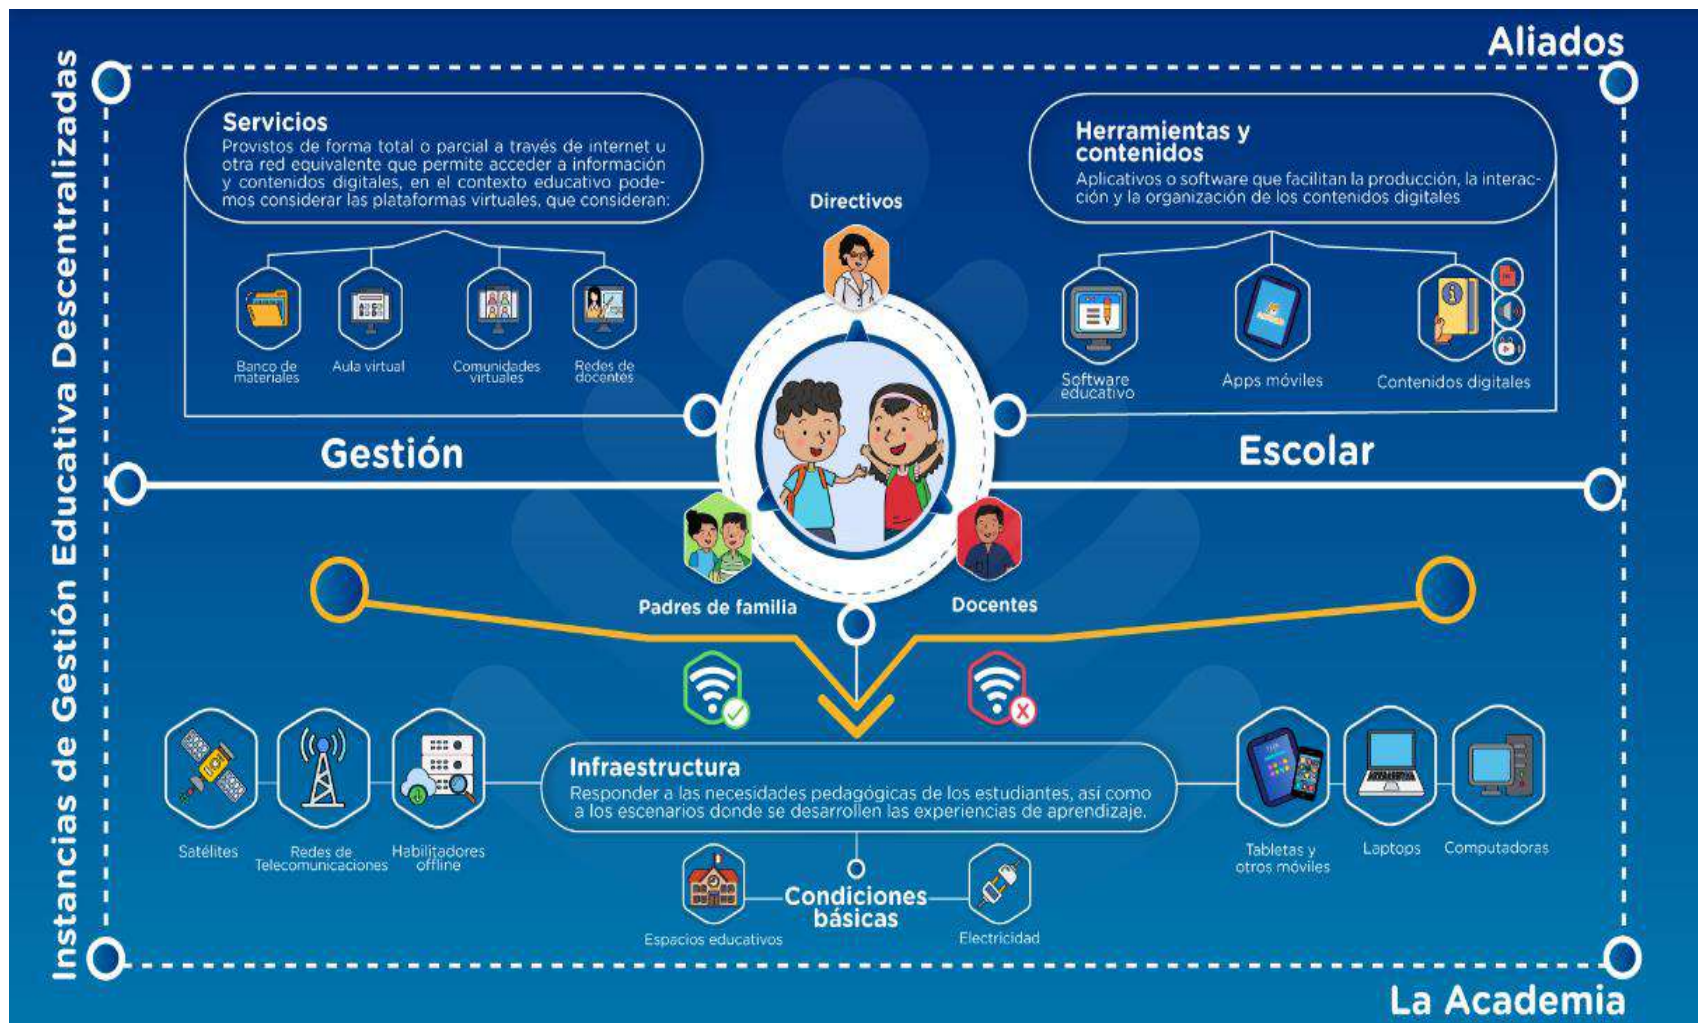 Instancias de Gestión Educativa Descentralizadas
Aliados
Servicios
Provistos de forma total o parcial a través de internet u
otra red equivalente que permite acceder a información
y contenidos digitales, en el contexto educativo pode-
mos considerar las plataformas virtuales, que consideran:
Banco de
materiales
Aula virtual
Comunidades
virtuales
Redes de
docentes
Directivos
Herramientas y
contenidos
Aplicativos o software que facilitan la producción, la interac-
ción y la organización de los contenidos digitales
Software
educativo
Apps móviles
Contenidos digitales
Gestión
Escolar
Padres de familia
Docentes
Infraestructura
Responder a las necesidades pedagógicas de los estudiantes, así como
a los escenarios donde se desarrollen las experiencias de aprendizaje.
Satélites
Redes de
Telecomunicaciones
Habilitadores
offline
Tabletas y
otros móviles
Laptops
Computadoras
Condiciones
básicas
Espacios educativos
Electricidad
La Academia